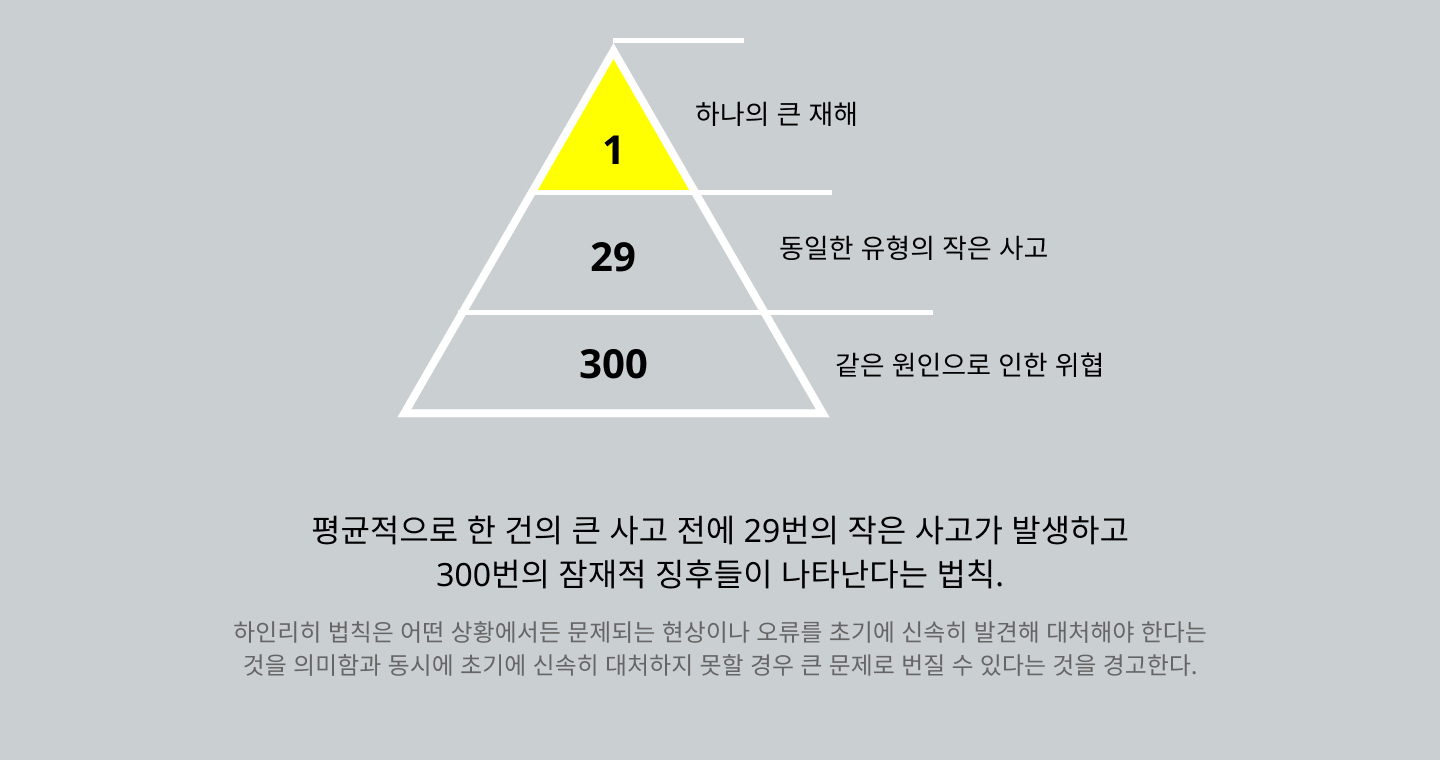 1
하나의 큰 재해
29
동일한 유형의 작은 사고
300
같은 원인으로 인한 위협
평균적으로 한 건의 큰 사고 전에 29번의 작은 사고가 발생하고
300번의 잠재적 징후들이 나타난다는 법칙.
하인리히 법칙은 어떤 상황에서든 문제되는 현상이나 오류를 초기에 신속히 발견해 대처해야 한다는
것을 의미함과 동시에 초기에 신속히 대처하지 못할 경우 큰 문제로 번질 수 있다는 것을 경고한다.